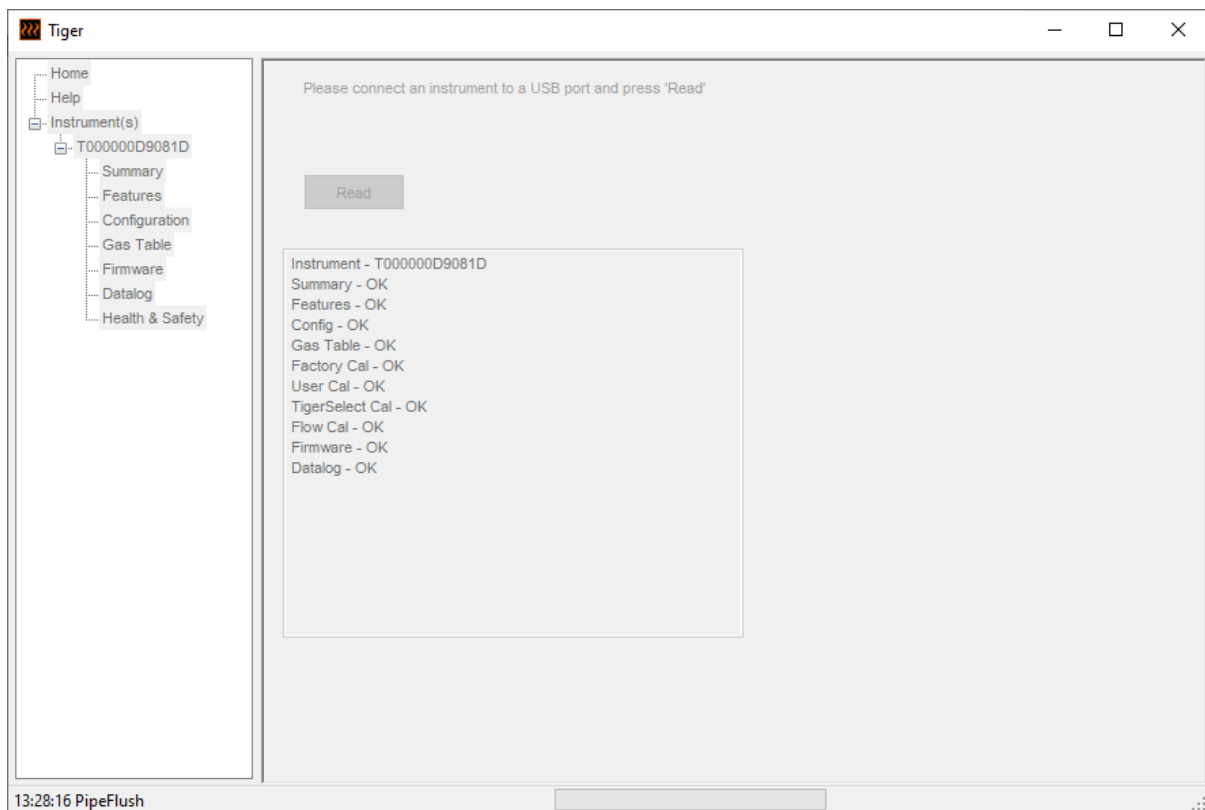 Tiger
Home
Help
Instrument(s)
T000000D9081D
Summary
Features
Configuration
Gas Table
Firmware
Datalog
Health & Safety
Please connect an instrument to a USB port and press 'Read'
Read
Instrument - T000000D9081D
Summary - OK
Features - OK
Config - OK
Gas Table - OK
Factory Cal - OK
User Cal - OK
TigerSelect Cal - OK
Flow Cal - OK
Firmware - OK
Datalog - OK
13:28:16 PipeFlush